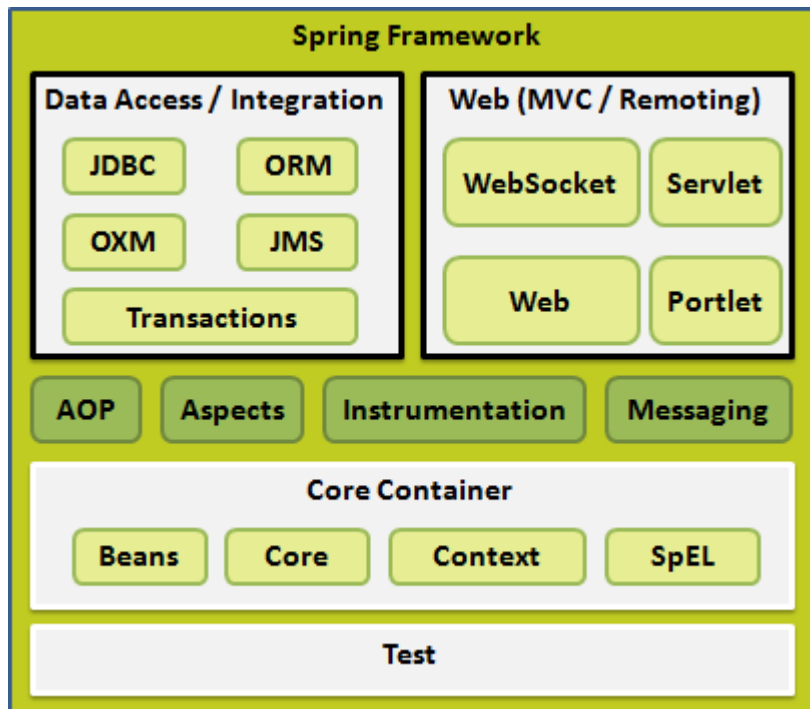 Spring Framework
Data Access / Integration
JDBC
ORM
OXM
JMS
Transactions
Web (MVC / Remoting)
WebSocket
Servlet
Web
Portlet
AOP
Aspects
Instrumentation
Messaging
Core Container
Beans
Core
Context
SpEL
Test